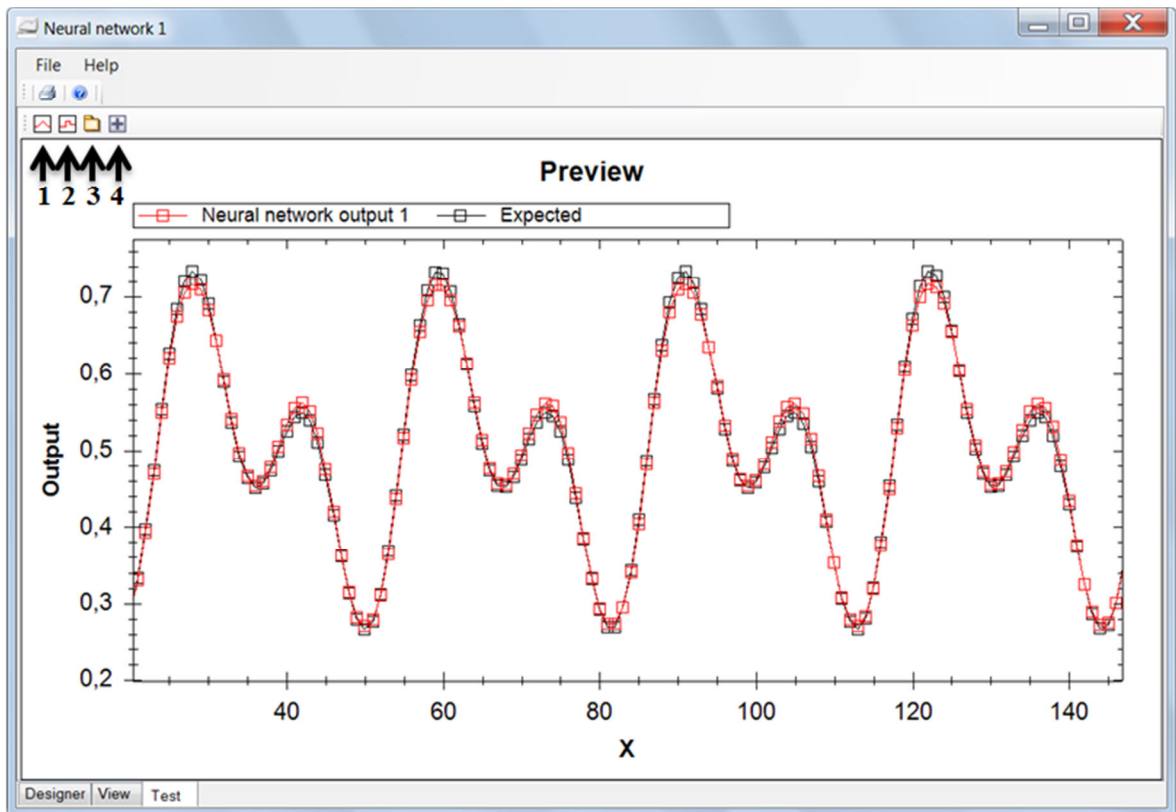 Neural network 1
File Help
1 2 3 4
Preview
Neural network output 1 Expected
0,7
0,6
0,5
0,4
0,3
0,2
Output
40 60 80 100 120 140
X
Designer View Test